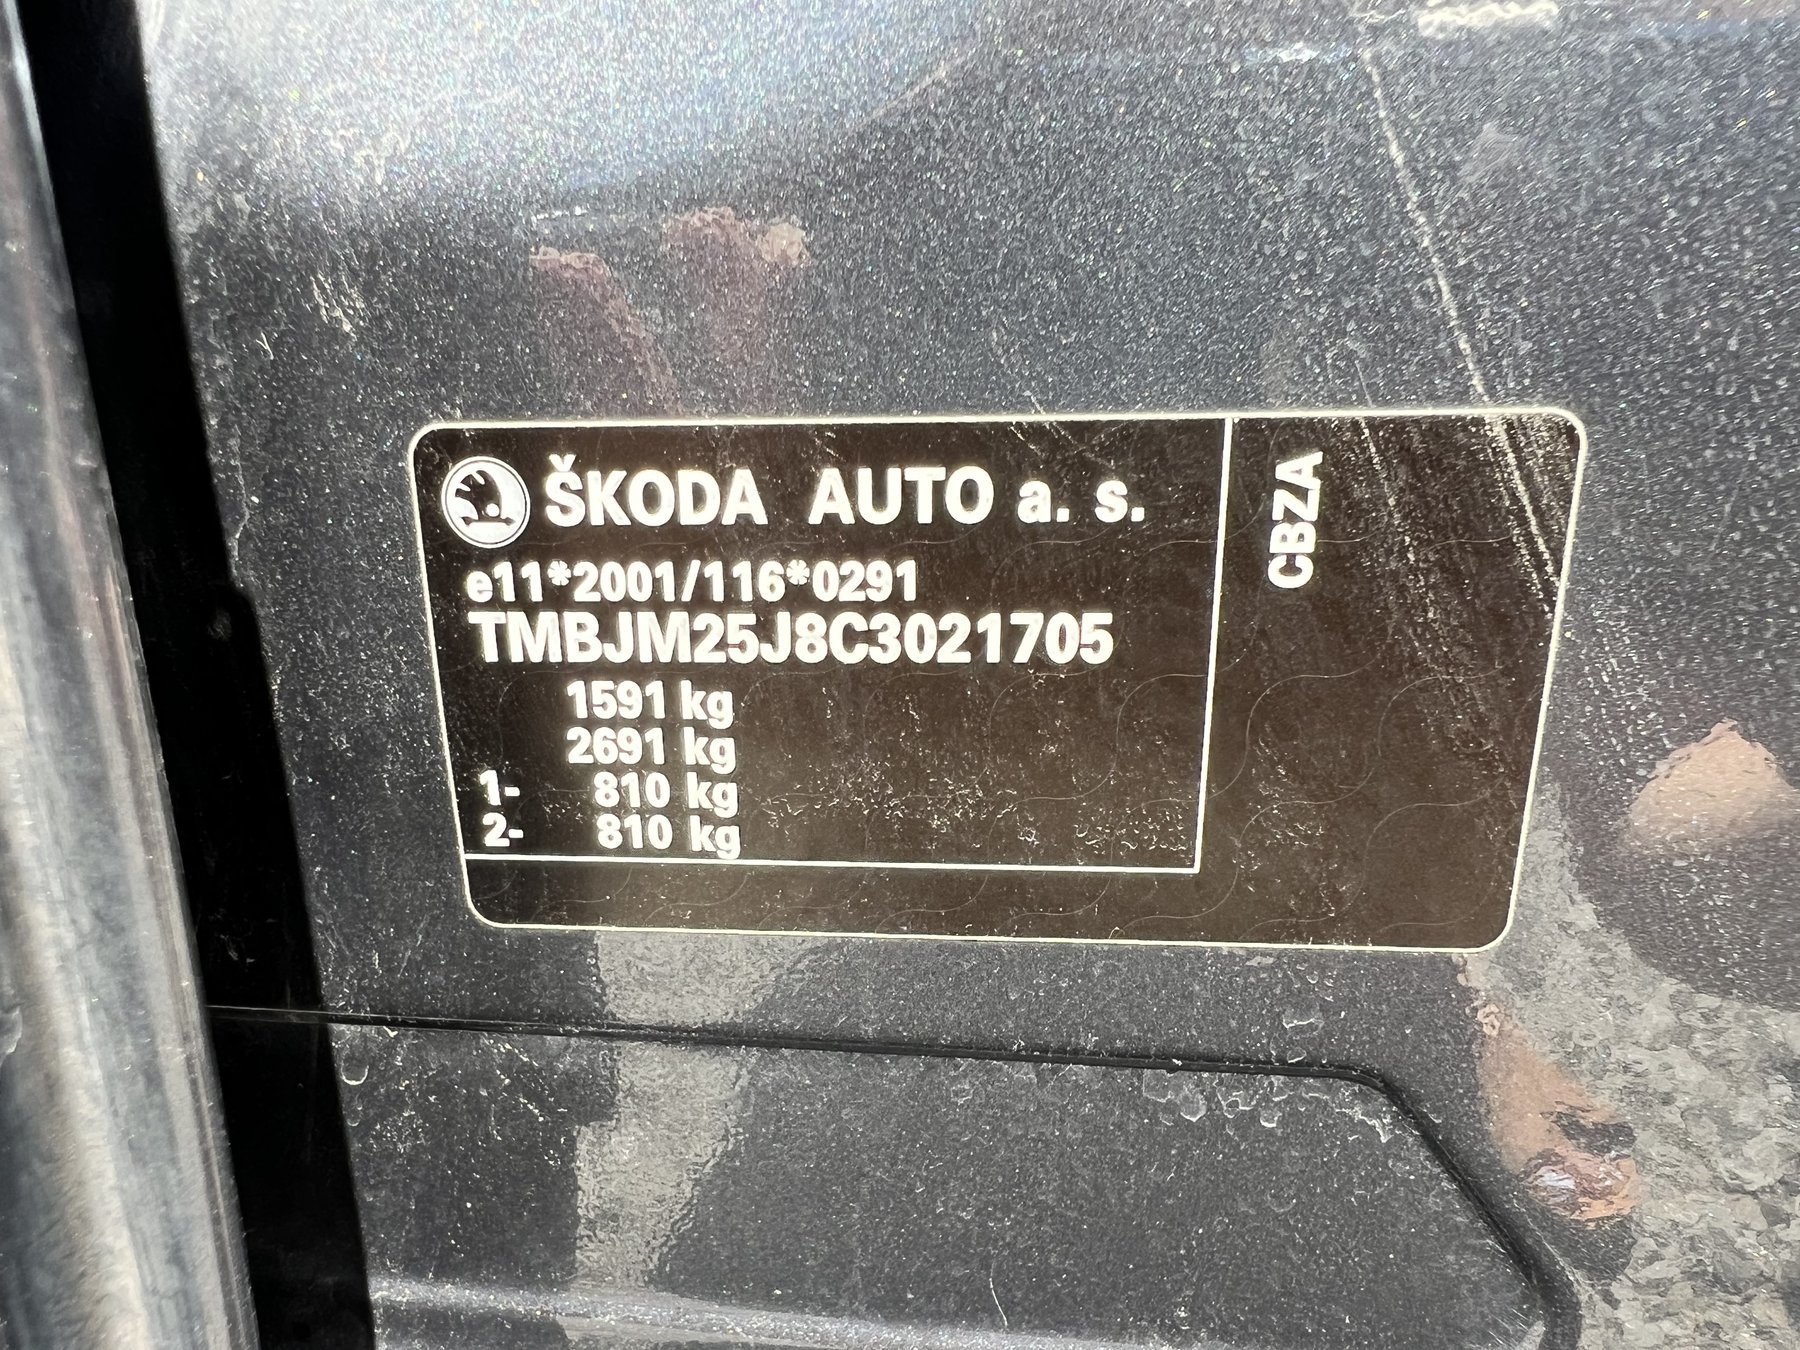 ŠKODA AUTO a. s.
e11*2001/116*0291
TMBJM25J8C3021705
1591 kg
2691 kg
1- 810 kg
2- 810 kg
CBZA